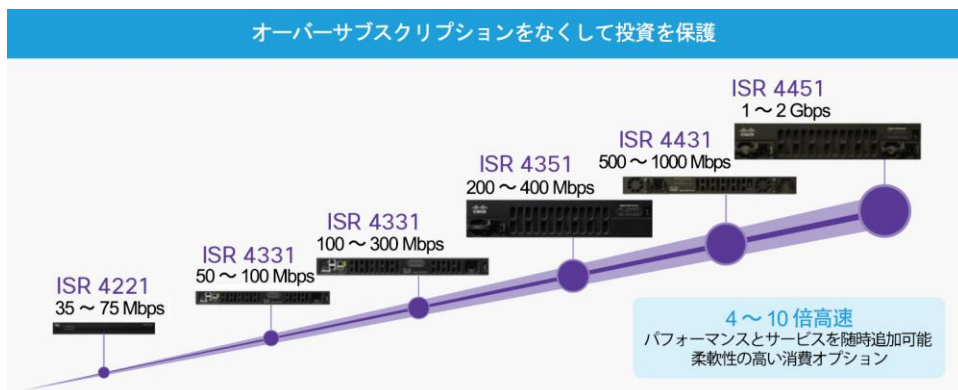 オーバーサブスクリプションをなくして投資を保護
ISR 4221
35 ～ 75 Mbps
ISR 4331
50 ～ 100 Mbps
ISR 4331
100 ～ 300 Mbps
ISR 4351
200 ～ 400 Mbps
ISR 4431
500 ～ 1000 Mbps
ISR 4451
1 ～ 2 Gbps
4 ～ 10 倍高速
パフォーマンスとサービスを随時追加可能
柔軟性の高い消費オプション